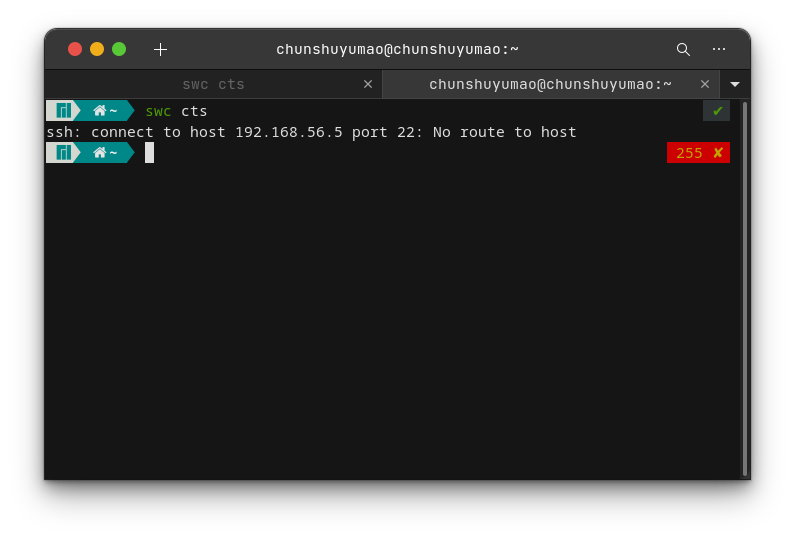 chunshuyumao@chunshuyumao:~
swc cts
chunshuyumao@chunshuyumao:~
~ swc cts ✔
ssh: connect to host 192.168.56.5 port 22: No route to host
~ 255 ✘